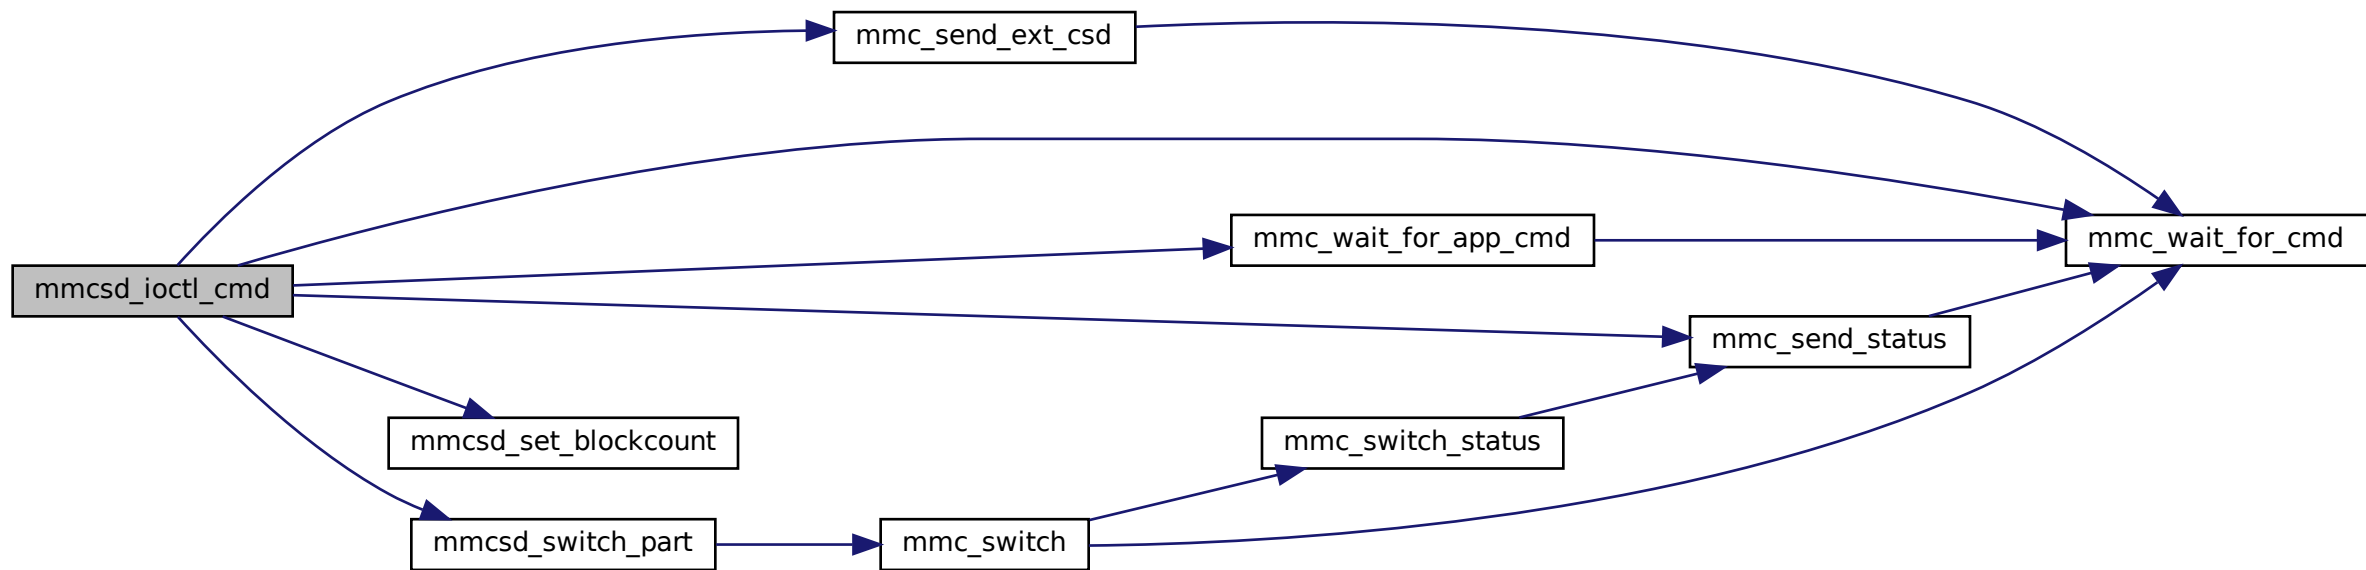 mmc_send_ext_csd
mmc_wait_for_app_cmd
mmc_wait_for_cmd
mmcsd_ioctl_cmd
mmc_send_status
mmcsd_set_blockcount
mmc_switch_status
mmcsd_switch_part
mmc_switch